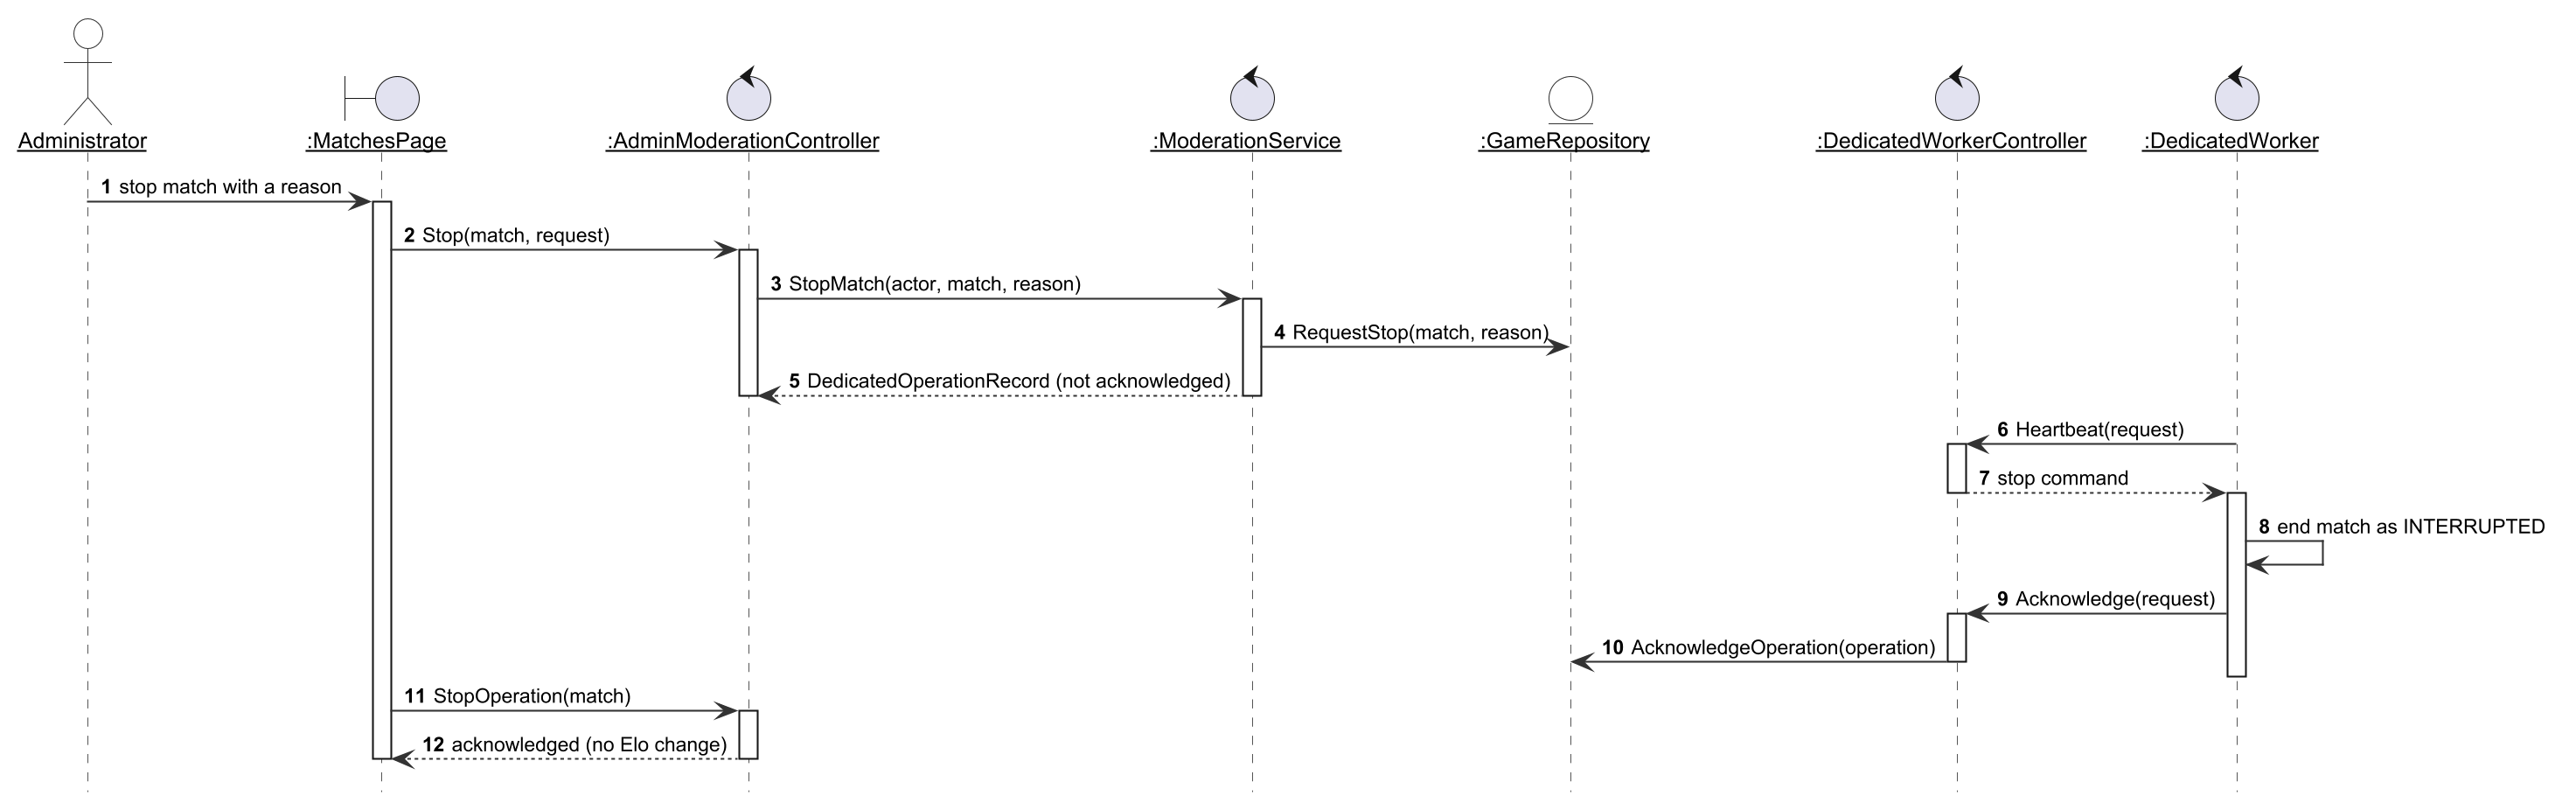 Administrator
:MatchesPage
:AdminModerationController
:ModerationService
:GameRepository
:DedicatedWorkerController
:DedicatedWorker
1 stop match with a reason
2 Stop(match, request)
3 StopMatch(actor, match, reason)
4 RequestStop(match, reason)
5 DedicatedOperationRecord (not acknowledged)
6 Heartbeat(request)
7 stop command
8 end match as INTERRUPTED
9 Acknowledge(request)
10 AcknowledgeOperation(operation)
11 StopOperation(match)
12 acknowledged (no Elo change)